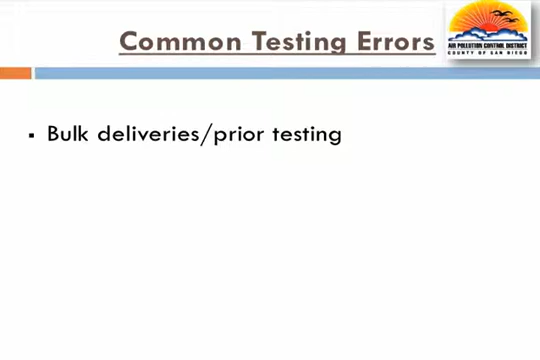 Common Testing Errors
AIR POLLUTION CONTROL DISTRICT
COUNTY OF SAN DIEGO
▪ Bulk deliveries/prior testing